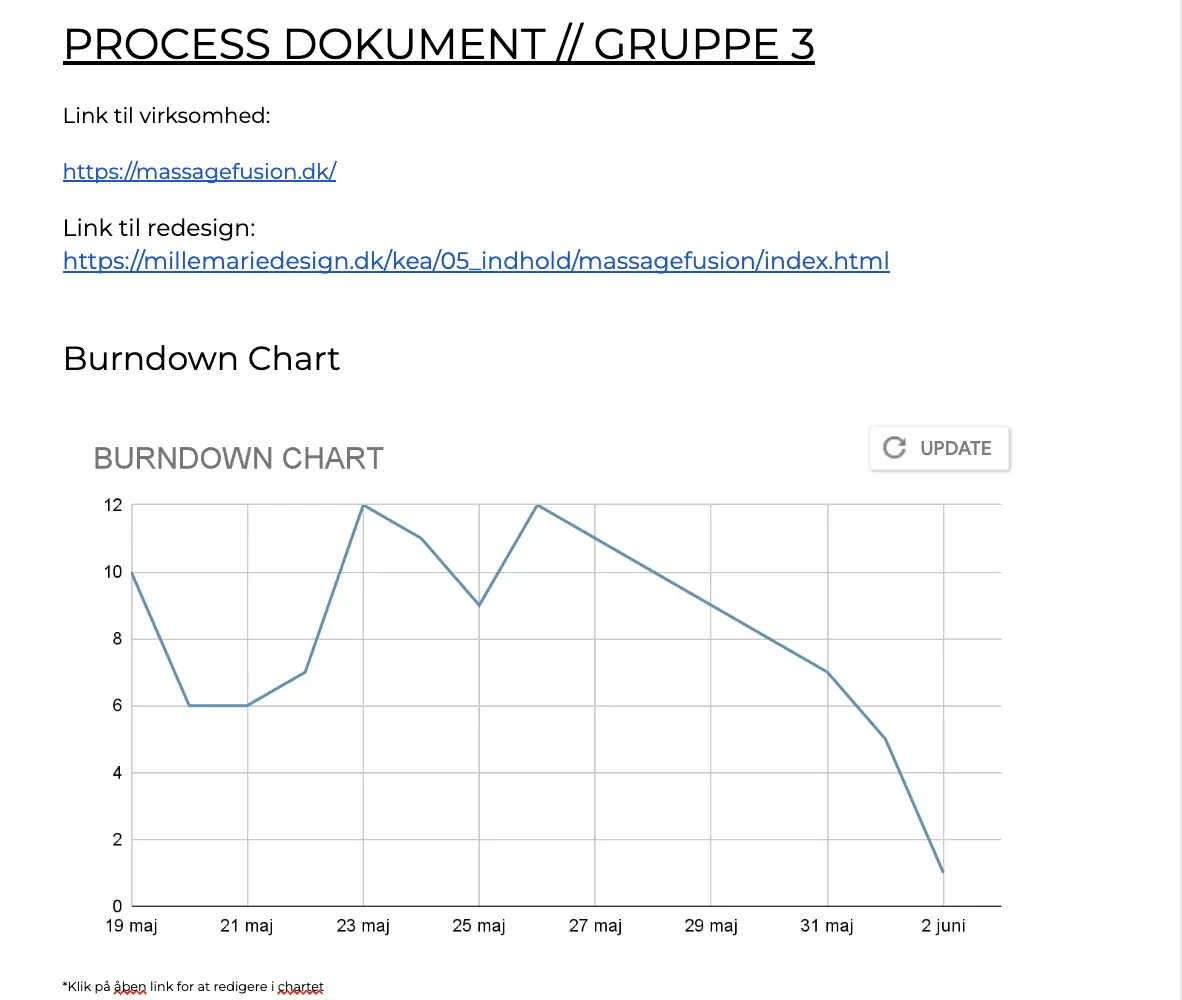 PROCESS DOKUMENT // GRUPPE 3
Link til virksomhed:
https://massagefusion.dk/
Link til redesign:
https://millemariedesign.dk/kea/05_indhold/massagefusion/index.html
Burndown Chart
BURNDOWN CHART
UPDATE
12
10
8
6
4
2
0
19 maj 21 maj 23 maj 25 maj 27 maj 29 maj 31 maj 2 juni
*Klik på åben link for at redigere i chartet